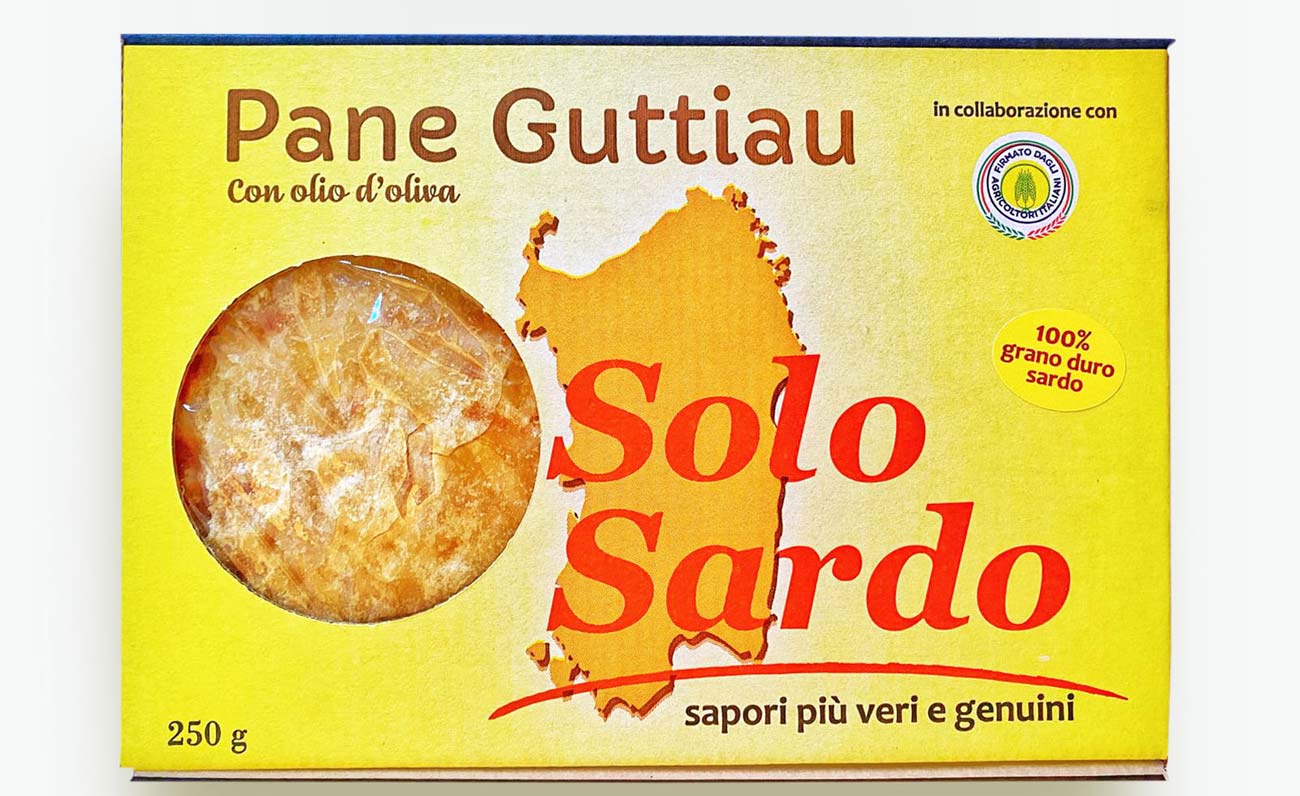 Pane Guttiau
Con olio d'oliva
in collaborazione con
FIRMATO DAGLI
AGRICOLTORI ITALIANI
100%
grano duro
sardo
Solo
Sardo
sapori più veri e genuini
250 g